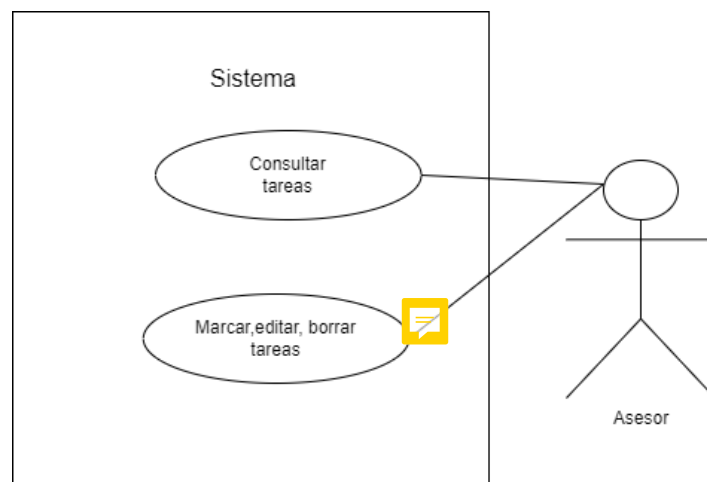 Sistema
Consultar
tareas
Marcar,editar, borrar
tareas
Asesor